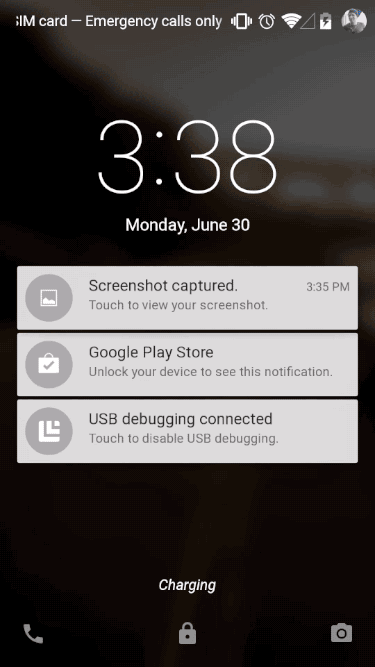 SIM card — Emergency calls only
3:38
Monday, June 30
Screenshot captured.
3:35 PM
Touch to view your screenshot.
Google Play Store
Unlock your device to see this notification.
USB debugging connected
Touch to disable USB debugging.
Charging